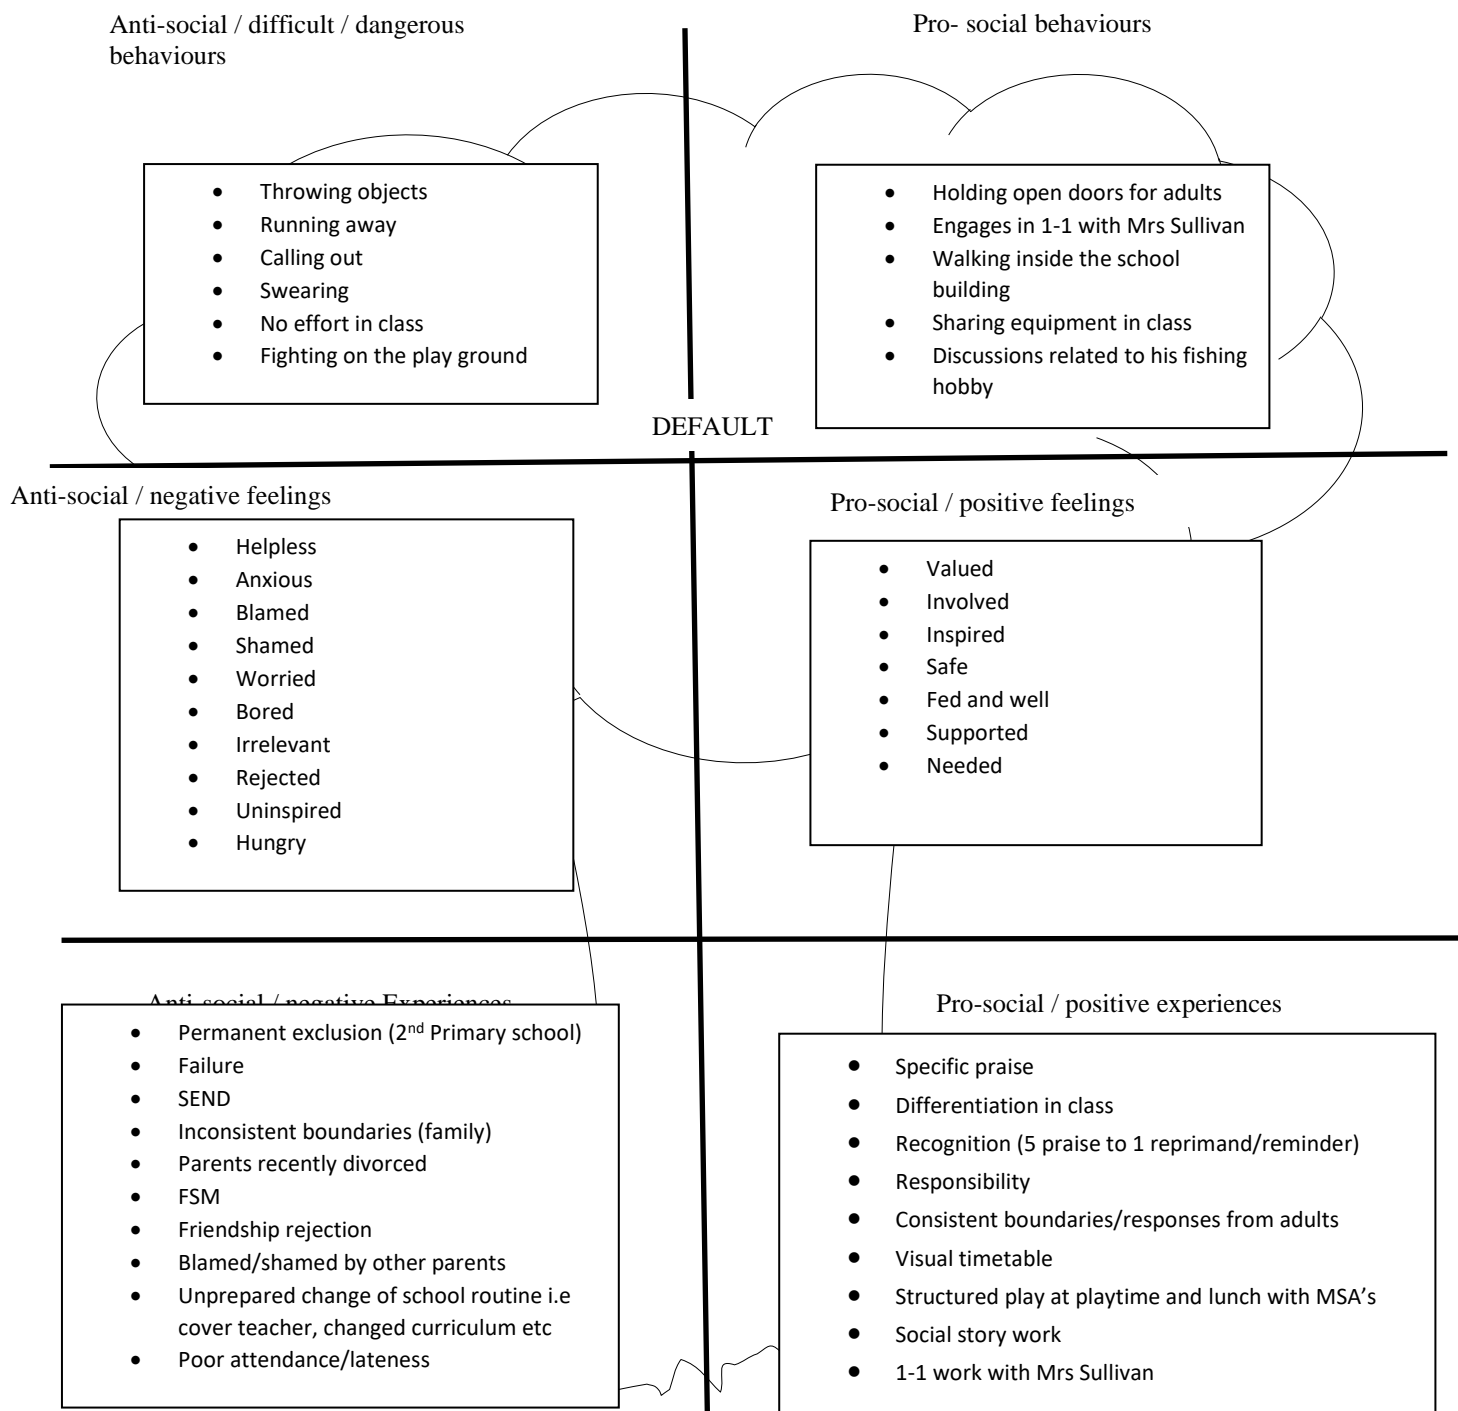 Anti-social / difficult / dangerous
behaviours
Pro- social behaviours
• Throwing objects
• Running away
• Calling out
• Swearing
• No effort in class
• Fighting on the play ground
• Holding open doors for adults
• Engages in 1-1 with Mrs Sullivan
• Walking inside the school
building
• Sharing equipment in class
• Discussions related to his fishing
hobby
DEFAULT
Anti-social / negative feelings
Pro-social / positive feelings
• Helpless
• Anxious
• Blamed
• Shamed
• Worried
• Bored
• Irrelevant
• Rejected
• Uninspired
• Hungry
• Valued
• Involved
• Inspired
• Safe
• Fed and well
• Supported
• Needed
Anti-social / negative Experiences
Pro-social / positive experiences
• Permanent exclusion (2nd Primary school)
• Failure
• SEND
• Inconsistent boundaries (family)
• Parents recently divorced
• FSM
• Friendship rejection
• Blamed/shamed by other parents
• Unprepared change of school routine i.e
cover teacher, changed curriculum etc
• Poor attendance/lateness
• Specific praise
• Differentiation in class
• Recognition (5 praise to 1 reprimand/reminder)
• Responsibility
• Consistent boundaries/responses from adults
• Visual timetable
• Structured play at playtime and lunch with MSA's
• Social story work
• 1-1 work with Mrs Sullivan